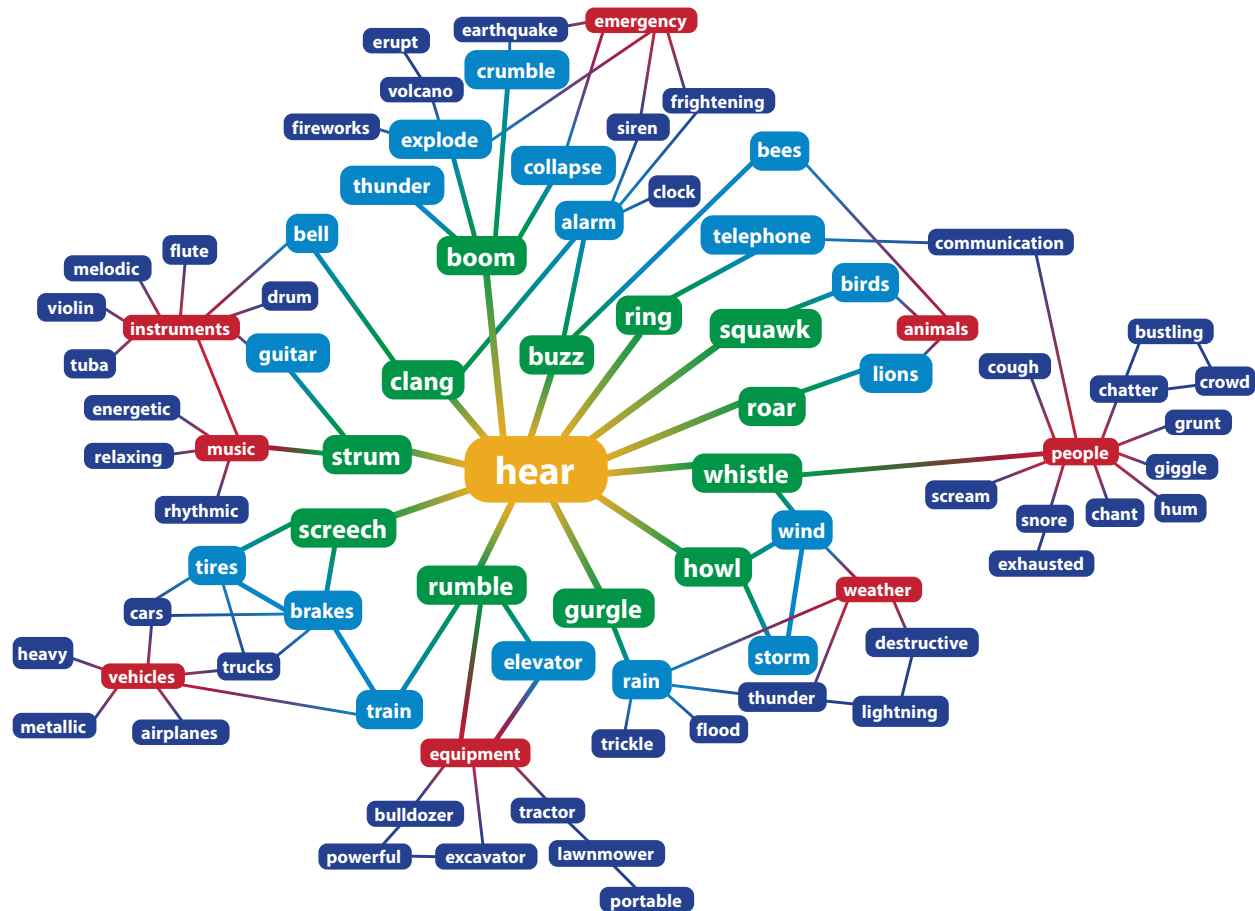 emergency
earthquake
erupt
crumble
volcano
frightening
fireworks
explode
siren
bees
collapse
thunder
clock
alarm
bell
telephone
communication
flute
boom
melodic
birds
drum
violin
ring
squawk
animals
instruments
bustling
guitar
buzz
tuba
cough
lions
clang
crowd
chatter
energetic
roar
grunt
music
people
relaxing
strum
hear
whistle
giggle
scream
rhythmic
hum
chant
snore
screech
wind
exhausted
tires
howl
rumble
weather
cars
brakes
gurgle
destructive
heavy
elevator
storm
trucks
vehicles
rain
thunder
train
lightning
metallic
airplanes
flood
trickle
equipment
bulldozer
tractor
powerful
excavator
lawnmower
portable